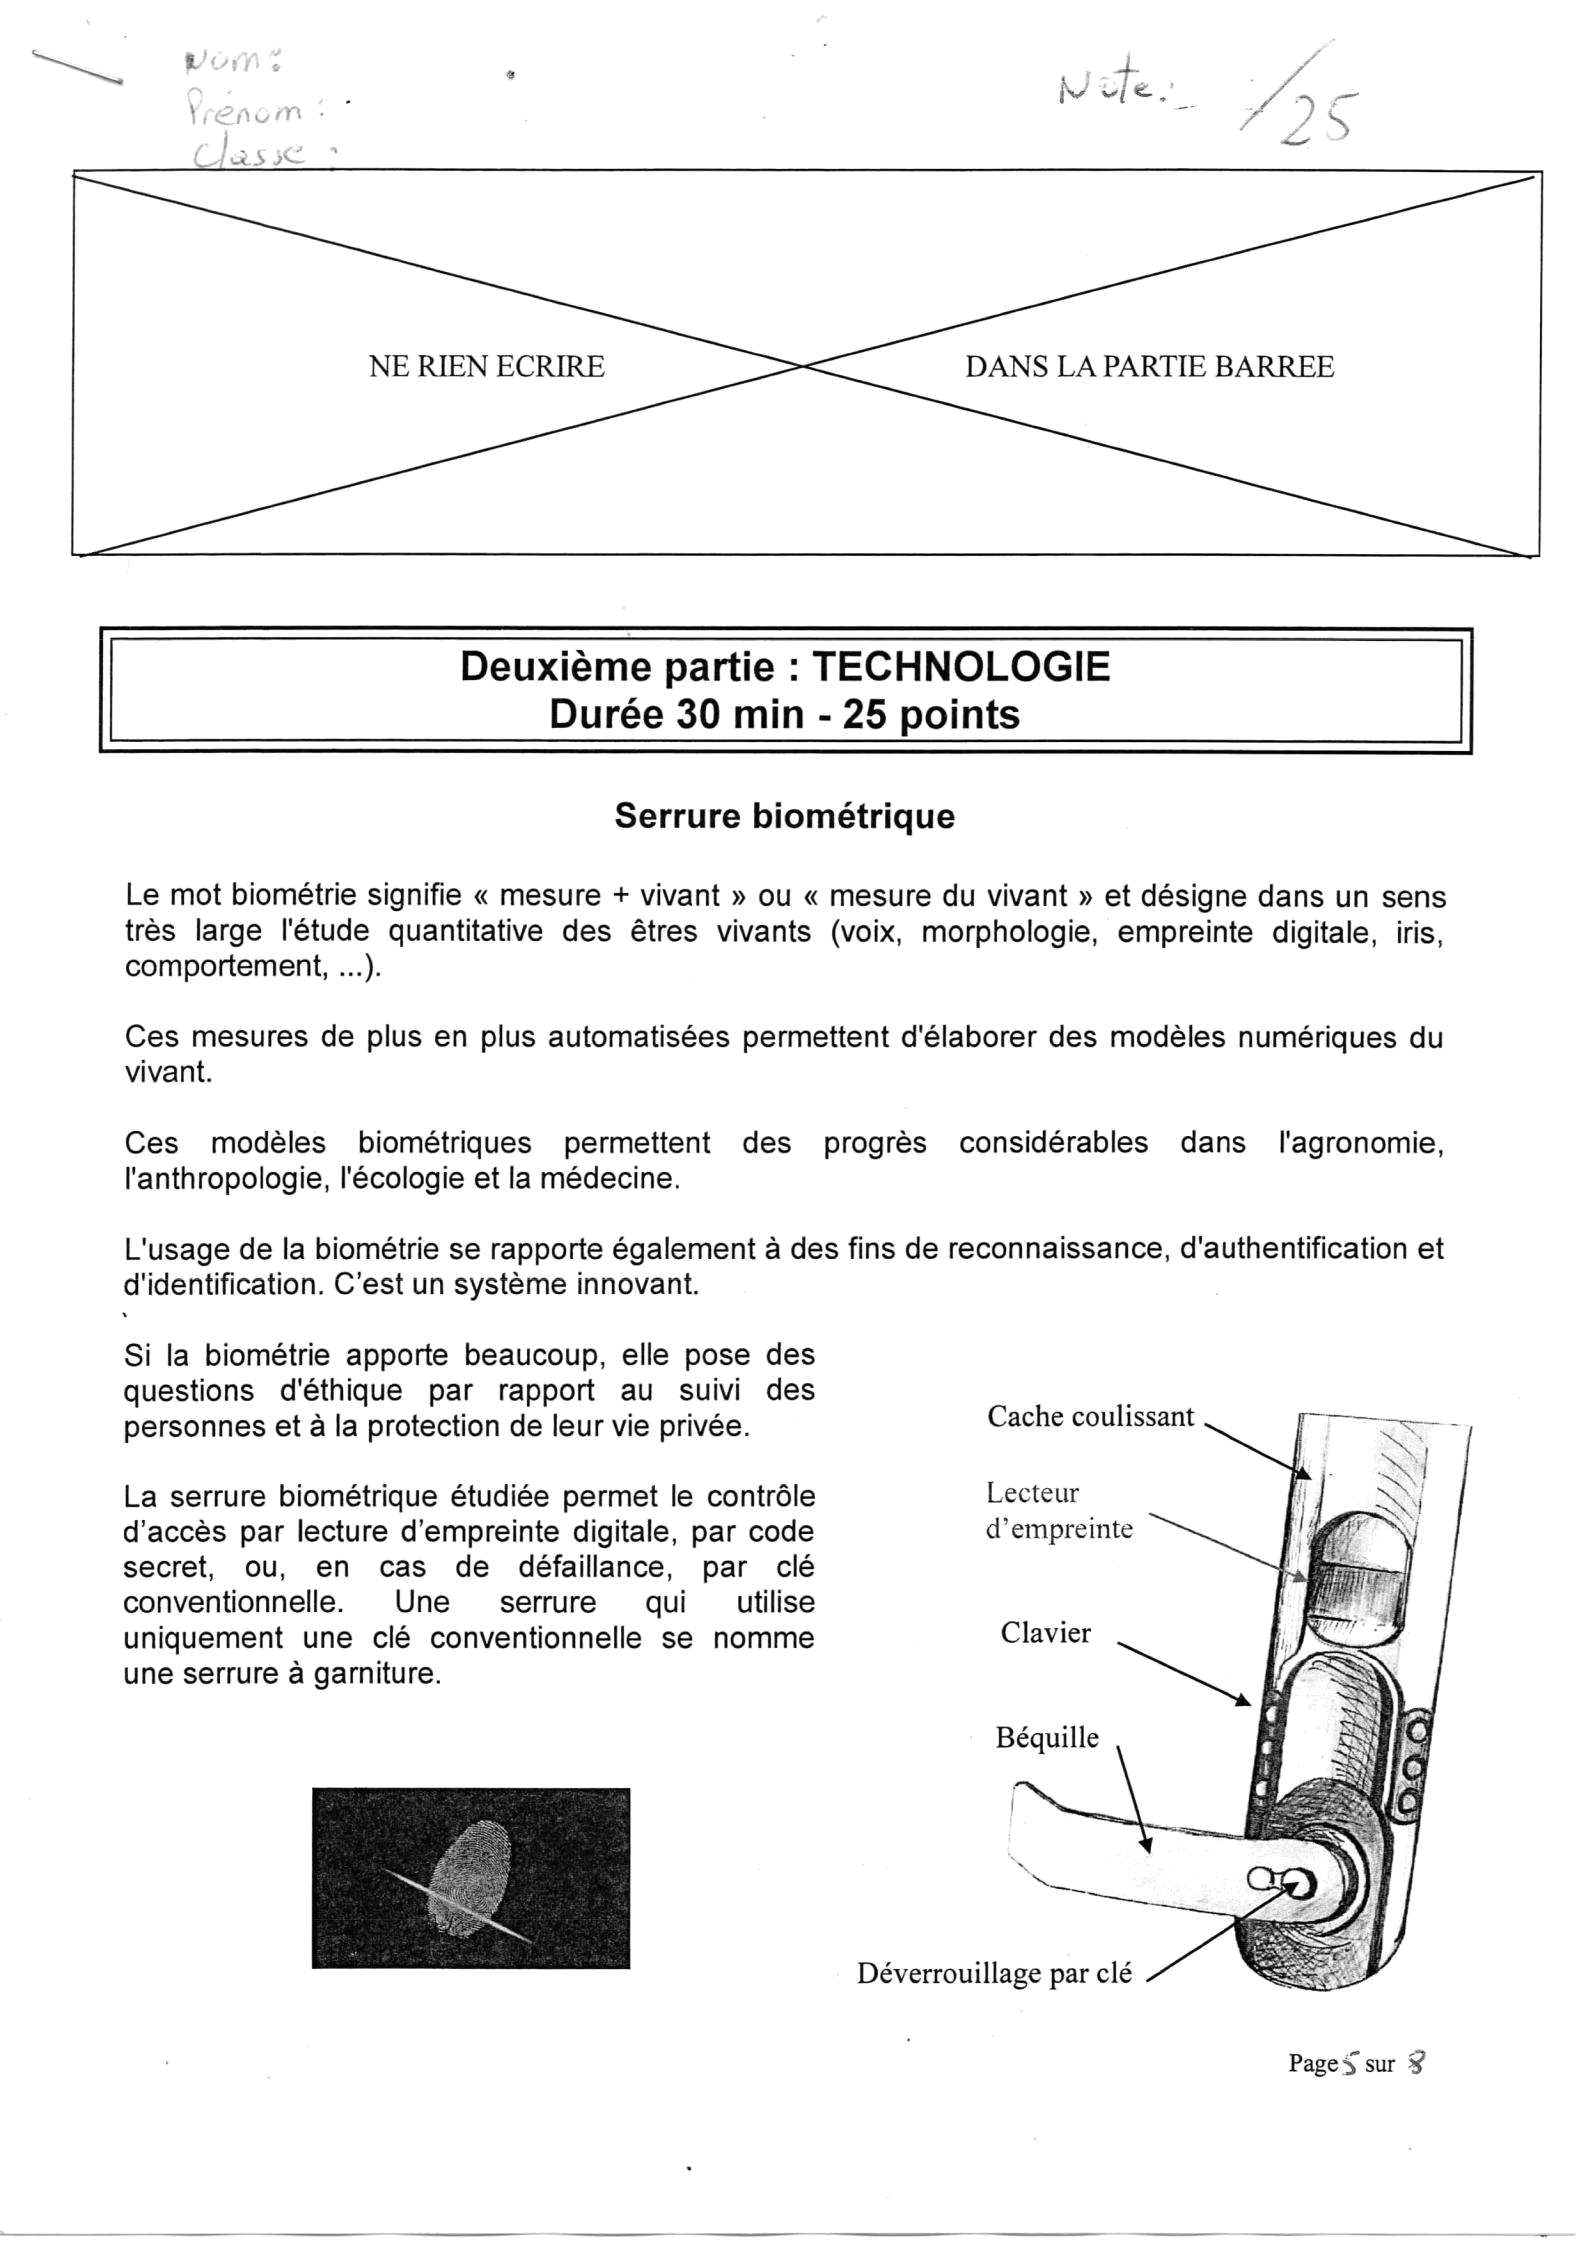 Nom:
Prénom :
Classe :
Note: /25
NE RIEN ECRIRE DANS LA PARTIE BARREE
Deuxième partie : TECHNOLOGIE
Durée 30 min - 25 points
Serrure biométrique
Le mot biométrie signifie « mesure + vivant » ou « mesure du vivant » et désigne dans un sens
très large l'étude quantitative des êtres vivants (voix, morphologie, empreinte digitale, iris,
comportement, ...).
Ces mesures de plus en plus automatisées permettent d'élaborer des modèles numériques du
vivant.
Ces modèles biométriques permettent des progrès considérables dans l'agronomie,
l'anthropologie, l'écologie et la médecine.
L'usage de la biométrie se rapporte également à des fins de reconnaissance, d'authentification et
d'identification. C’est un système innovant.
Si la biométrie apporte beaucoup, elle pose des
questions d'éthique par rapport au suivi des
personnes et à la protection de leur vie privée.
La serrure biométrique étudiée permet le contrôle
d’accès par lecture d’empreinte digitale, par code
secret, ou, en cas de défaillance, par clé
conventionnelle. Une serrure qui utilise
uniquement une clé conventionnelle se nomme
une serrure à garniture.
Cache coulissant
Lecteur
d’empreinte
Clavier
Béquille
Déverrouillage par clé
Page 5 sur 8